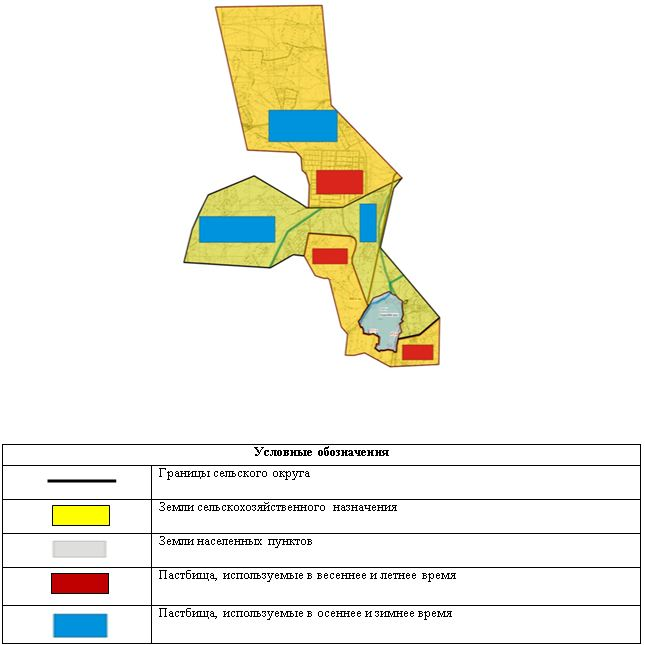 Условные обозначения
Границы сельского округа
Земли сельскохозяйственного назначения
Земли населенных пунктов
Пастбища, используемые в весеннее и летнее время
Пастбища, используемые в осеннее и зимнее время